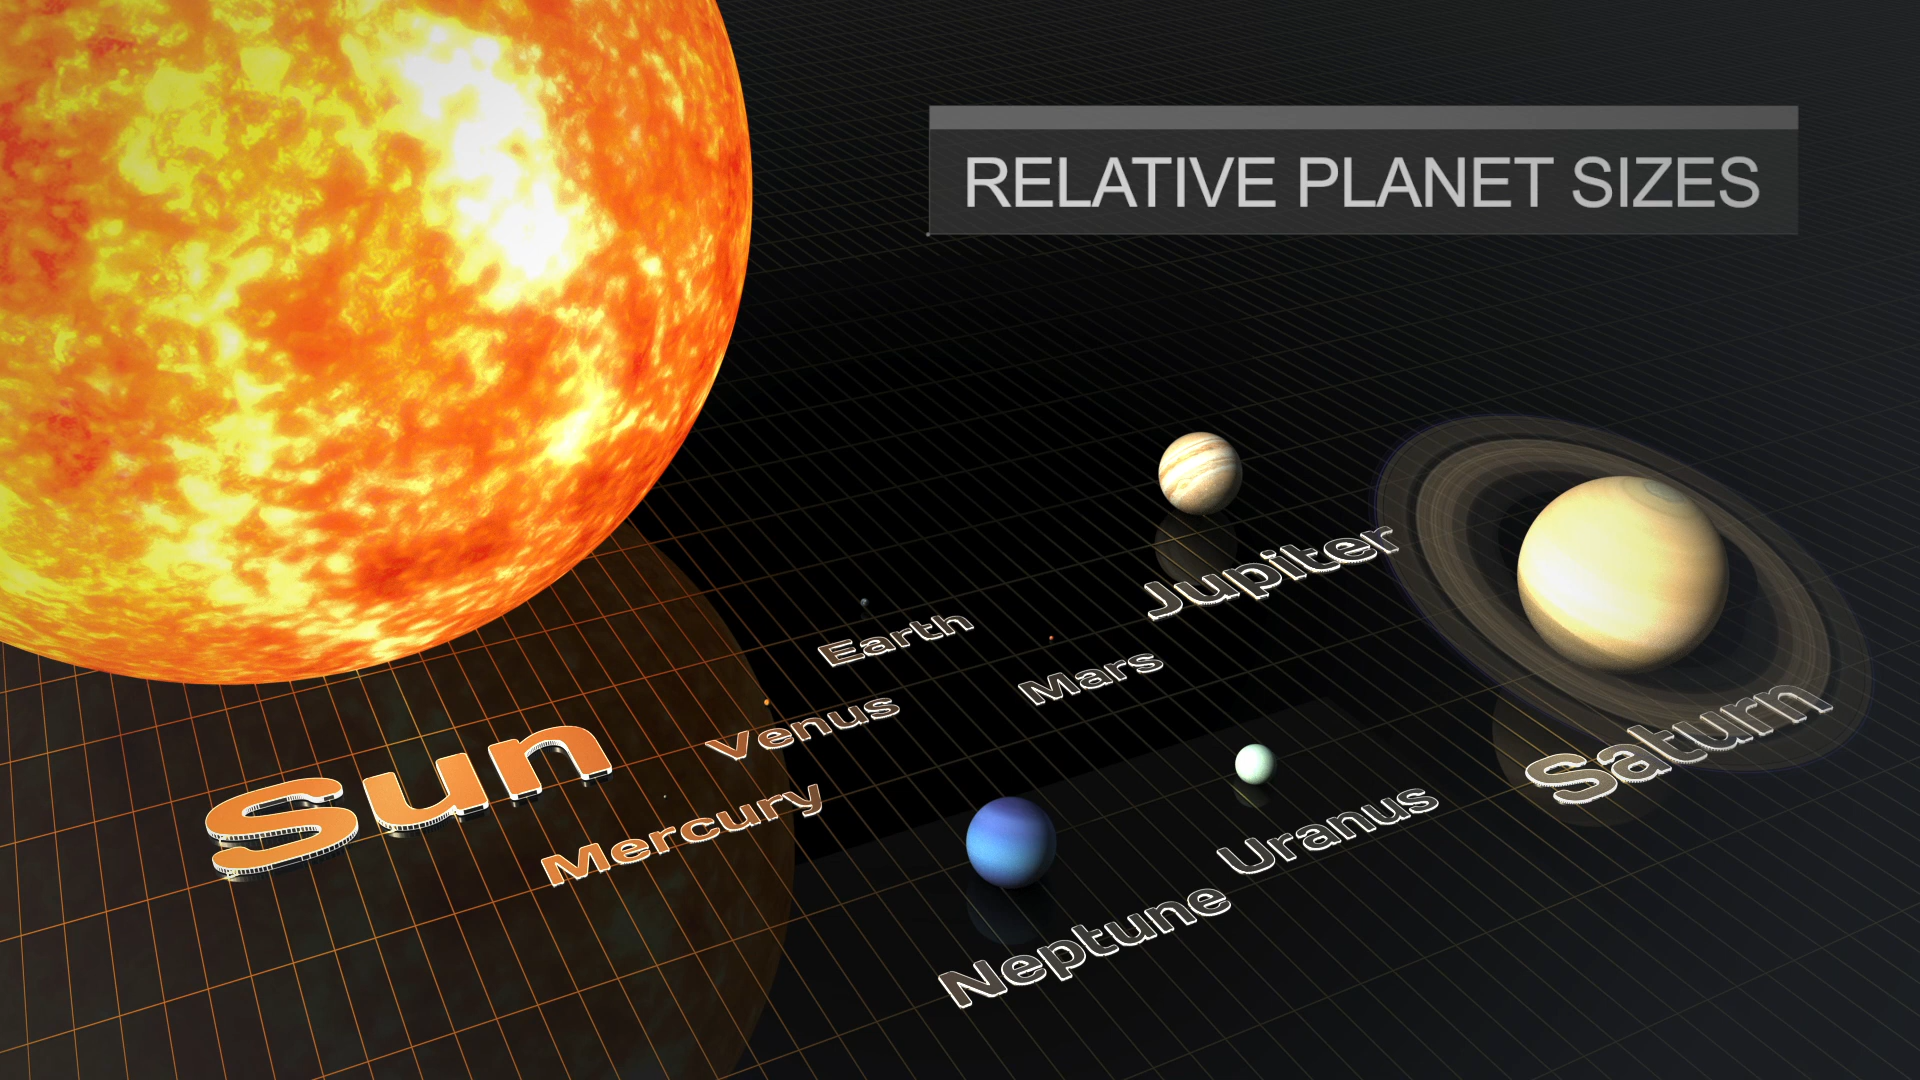 RELATIVE PLANET SIZES
Jupiter
Earth
Mars
Saturn
Venus
Sun
Mercury
Uranus
Neptune